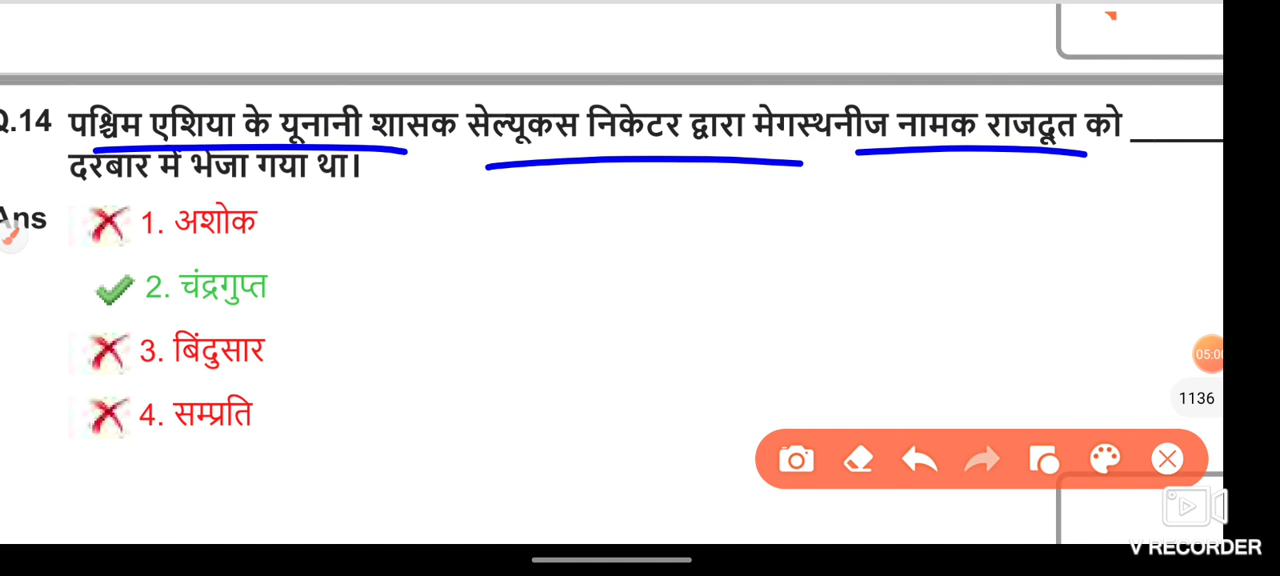 Q.14 पश्चिम एशिया के यूनानी शासक सेल्यूकस निकेटर द्वारा मेगस्थनीज नामक राजदूत को ______
दरबार में भेजा गया था।
Ans 1. अशोक
2. चंद्रगुप्त
3. बिंदुसार
4. सम्प्रति
05:00
1136
V RECORDER